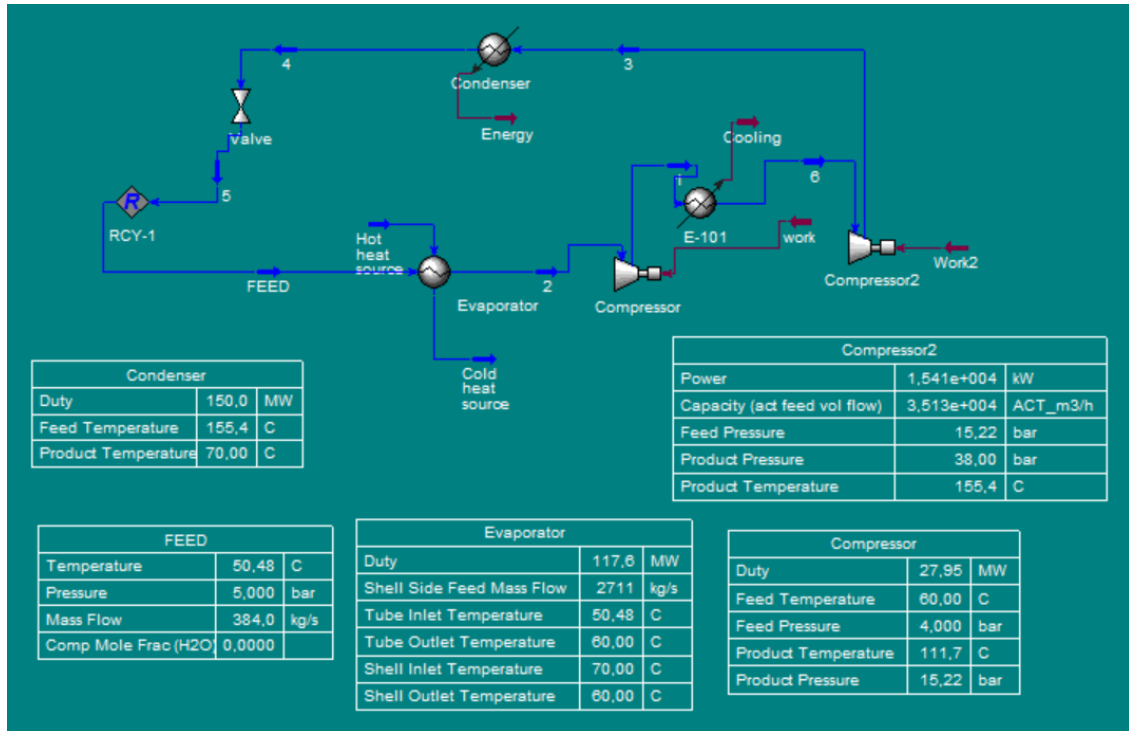 4
3
Condenser
Energy
Valve
Cooling
1
6
5
RCY-1
E-101
work
Hot
heat
source
Work2
Compressor2
FEED
2
Evaporator
Compressor
Cold
heat
source
Compressor2
Power 1,541e+004 kW
Capacity (act feed vol flow) 3,513e+004 ACT_m3/h
Feed Pressure 15,22 bar
Product Pressure 38,00 bar
Product Temperature 155,4 C
Condenser
Duty 150,0 MW
Feed Temperature 155,4 C
Product Temperature 70,00 C
FEED
Temperature 50,48 C
Pressure 5,000 bar
Mass Flow 384,0 kg/s
Comp Mole Frac (H2O) 0,0000
Evaporator
Duty 117,6 MW
Shell Side Feed Mass Flow 2711 kg/s
Tube Inlet Temperature 50,48 C
Tube Outlet Temperature 60,00 C
Shell Inlet Temperature 70,00 C
Shell Outlet Temperature 60,00 C
Compressor
Duty 27,95 MW
Feed Temperature 60,00 C
Feed Pressure 4,000 bar
Product Temperature 111,7 C
Product Pressure 15,22 bar